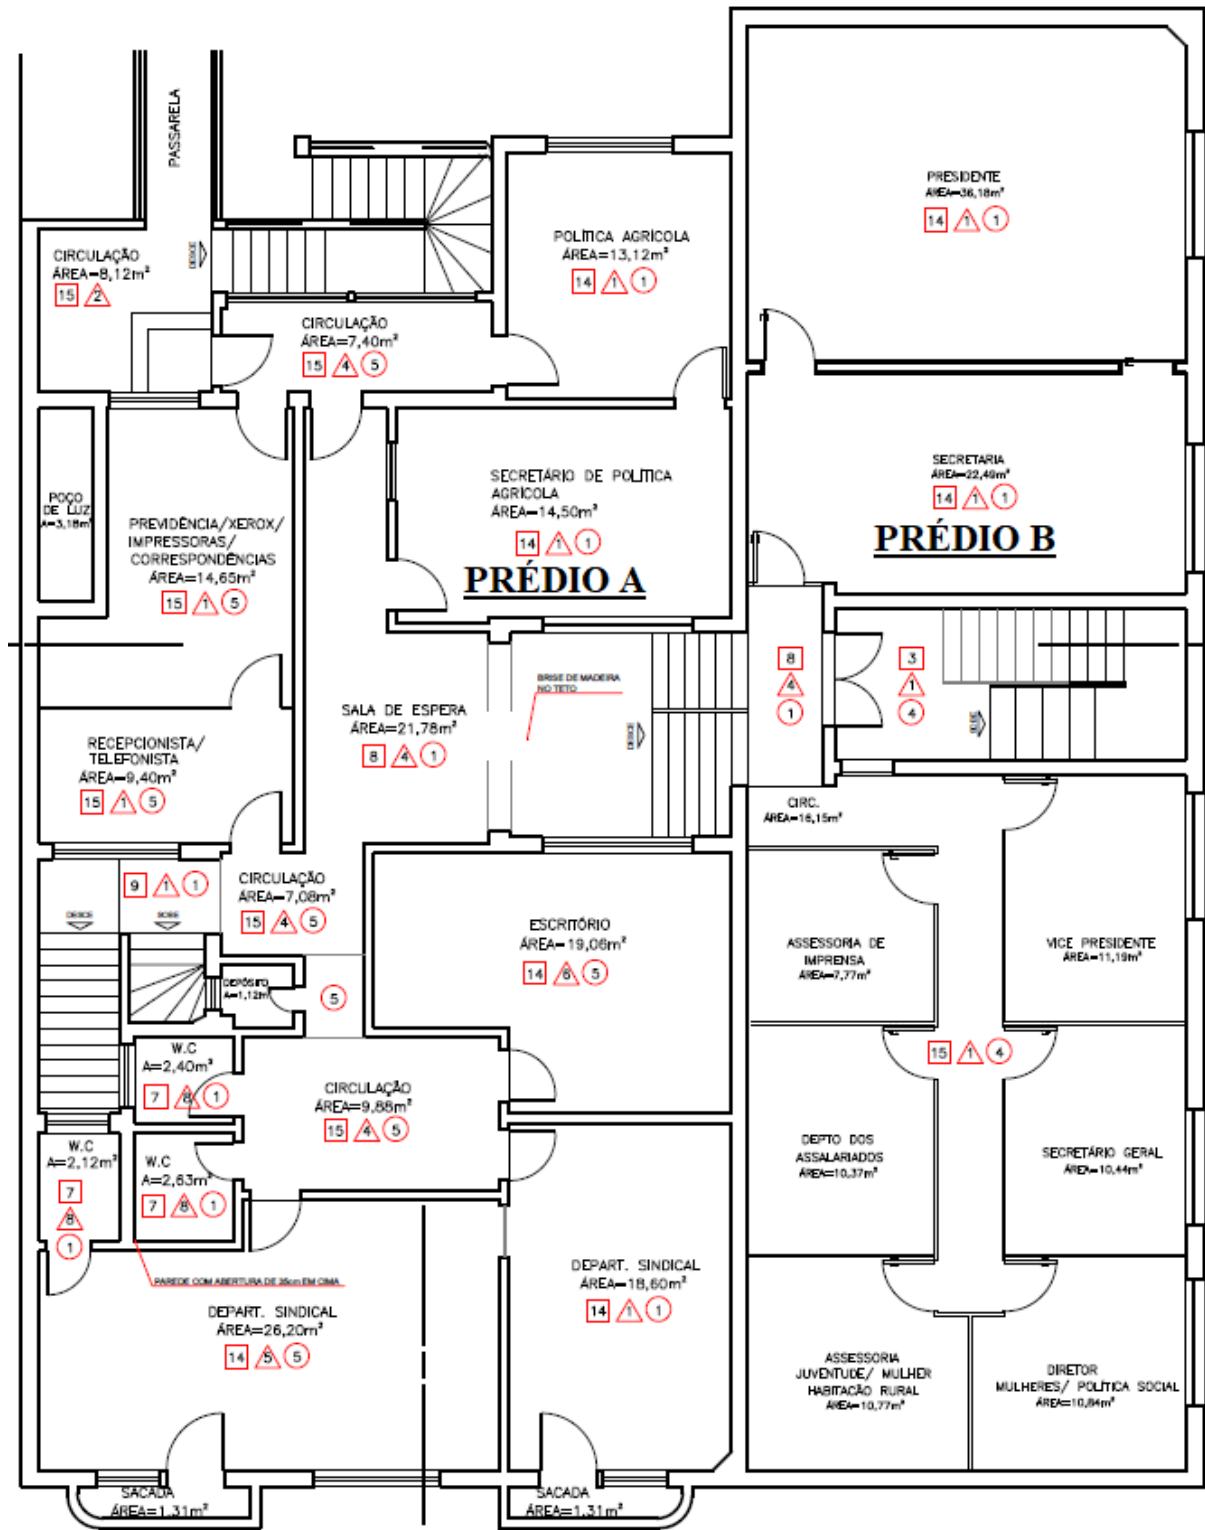 PASSARELA
CIRCULAÇÃO
ÁREA=8,12m²
15 2
DESCE
CIRCULAÇÃO
ÁREA=7,40m²
15 4 5
POLÍTICA AGRÍCOLA
ÁREA=13,12m²
14 1 1
PRESIDENTE
ÁREA=36,18m²
14 1 1
SECRETARIA
ÁREA=22,49m²
14 1 1
PRÉDIO B
SECRETÁRIO DE POLÍTICA
AGRÍCOLA
ÁREA=14,50m²
14 1 1
PRÉDIO A
POÇO
DE LUZ
A=3,18m²
PREVIDÊNCIA/XEROX/
IMPRESSORAS/
CORRESPONDÊNCIAS
ÁREA=14,65m²
15 1 5
BRISE DE MADEIRA
NO TETO
SALA DE ESPERA
ÁREA=21,78m²
8 4 1
DESCE
8
4
1
3
1
4
SOBE
RECEPCIONISTA/
TELEFONISTA
ÁREA=9,40m²
15 1 5
CIRC.
ÁREA=16,15m²
9 1 1
DESCE
SOBE
CIRCULAÇÃO
ÁREA=7,08m²
15 4 5
ESCRITÓRIO
ÁREA=19,06m²
14 6 5
ASSESSORIA DE
IMPRENSA
ÁREA=7,77m²
VICE PRESIDENTE
ÁREA=11,19m²
DEPÓSITO
A=1,12m²
5
W.C
A=2,40m²
7 8 1
15 1 4
CIRCULAÇÃO
ÁREA=9,88m²
15 4 5
W.C
A=2,12m²
7
8
1
W.C
A=2,63m²
7 8 1
DEPTO DOS
ASSALARIADOS
ÁREA=10,37m²
SECRETÁRIO GERAL
ÁREA=10,44m²
PAREDE COM ABERTURA DE 35cm EM CIMA
DEPART. SINDICAL
ÁREA=26,20m²
14 5 5
DEPART. SINDICAL
ÁREA=18,60m²
14 1 1
ASSESSORIA
JUVENTUDE/ MULHER
HABITAÇÃO RURAL
ÁREA=10,77m²
DIRETOR
MULHERES/ POLÍTICA SOCIAL
ÁREA=10,84m²
SACADA
ÁREA=1,31m²
SACADA
ÁREA=1,31m²